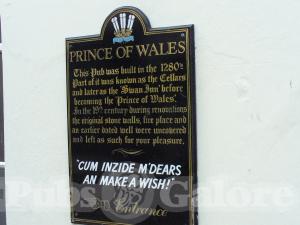 PRINCE OF WALES
This Pub was built in the 1280s
Part of it was known as the Cellars
and later as the 'Swan Inn' before
becoming the 'Prince of Wales'.
In the 19th century during renovations
the original stone walls, fire place and
an earlier dated well were uncovered
and left as such for your pleasure.
"CUM INZIDE M'DEARS
AN MAKE A WISH!"
Entrance
Pubs Galore